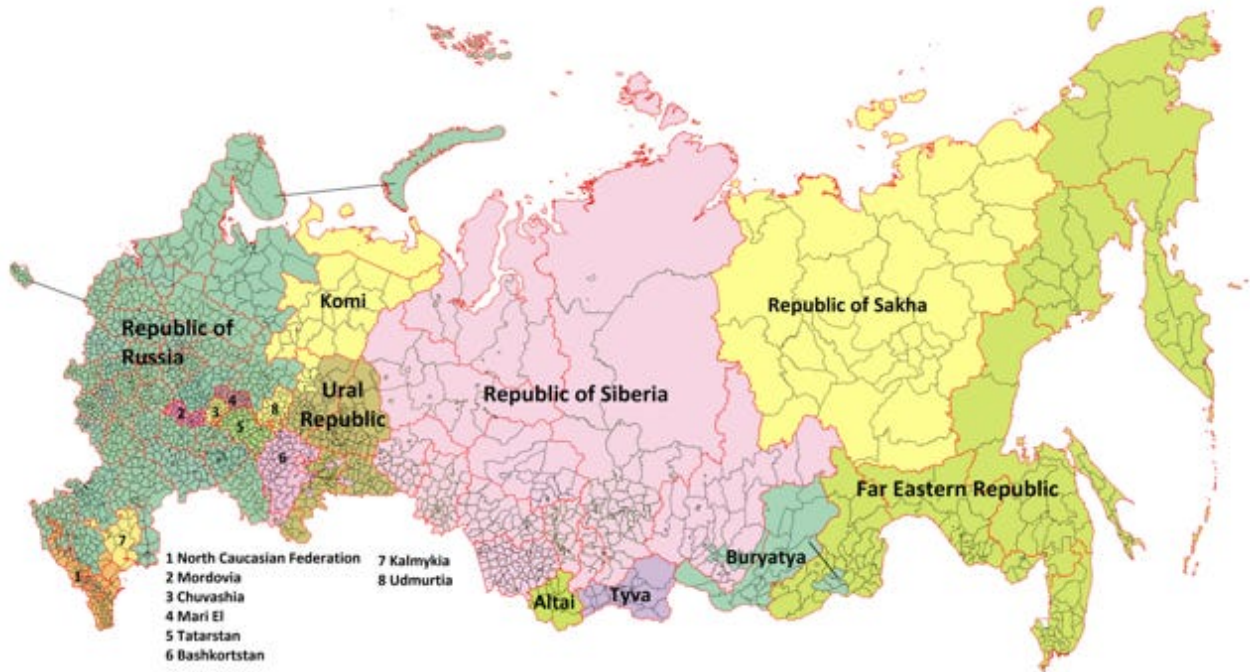 Komi
Republic of
Russia
Republic of Sakha
Ural
Republic
Republic of Siberia
4
2
3
8
5
6
Far Eastern Republic
7
Buryatya
1 North Caucasian Federation
7 Kalmykia
2 Mordovia
8 Udmurtia
3 Chuvashia
1
Altai
Tyva
4 Mari El
5 Tatarstan
6 Bashkortstan